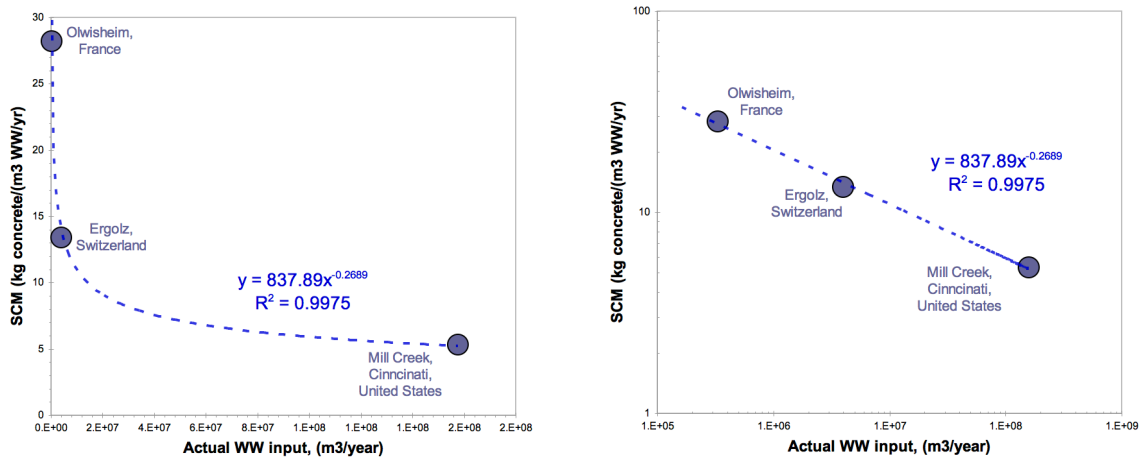 30
25
20
15
10
5
0
SCM (kg concrete/(m3 WW/yr)
Olwisheim,
France
Ergolz,
Switzerland
y = 837.89x^-0.2689
R² = 0.9975
Mill Creek,
Cinncinati,
United States
0.E+00 2.E+07 4.E+07 6.E+07 8.E+07 1.E+08 1.E+08 1.E+08 2.E+08 2.E+08
Actual WW input, (m3/year)
100
10
1
SCM (kg concrete/(m3 WW/yr)
Olwisheim,
France
y = 837.89x^-0.2689
R² = 0.9975
Ergolz,
Switzerland
Mill Creek,
Cinncinati,
United States
1.E+05 1.E+06 1.E+07 1.E+08 1.E+09
Actual WW input, (m3/year)